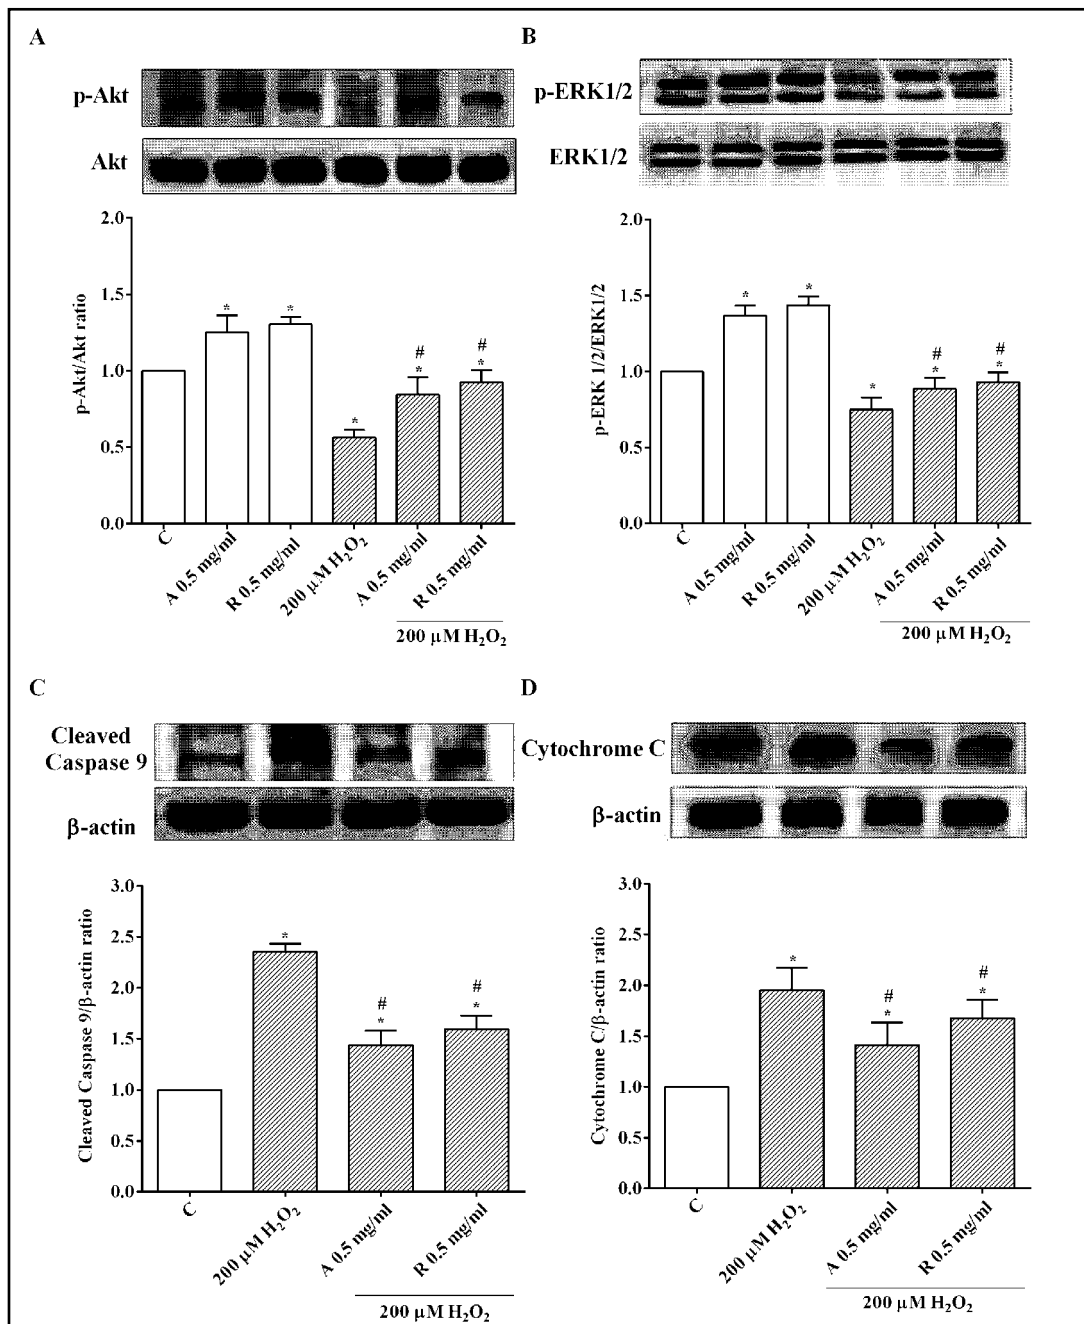 A
p-Akt
Akt
2.0
1.5
1.0
0.5
0.0
p-Akt/Akt ratio
*
*
*
#
*
#
*
C
A 0.5 mg/ml
R 0.5 mg/ml
200 µM H₂O₂
A 0.5 mg/ml
R 0.5 mg/ml
200 µM H₂O₂
B
p-ERK1/2
ERK1/2
2.0
1.5
1.0
0.5
0.0
p-ERK 1/2/ERK1/2
*
*
*
#
*
#
*
C
A 0.5 mg/ml
R 0.5 mg/ml
200 µM H₂O₂
A 0.5 mg/ml
R 0.5 mg/ml
200 µM H₂O₂
C
Cleaved
Caspase 9
β-actin
3.0
2.5
2.0
1.5
1.0
0.5
0.0
Cleaved Caspase 9/β-actin ratio
*
#
*
#
*
C
200 µM H₂O₂
A 0.5 mg/ml
R 0.5 mg/ml
200 µM H₂O₂
D
Cytochrome C
β-actin
3.0
2.5
2.0
1.5
1.0
0.5
0.0
Cytochrome C/β-actin ratio
*
#
*
#
*
C
200 µM H₂O₂
A 0.5 mg/ml
R 0.5 mg/ml
200 µM H₂O₂